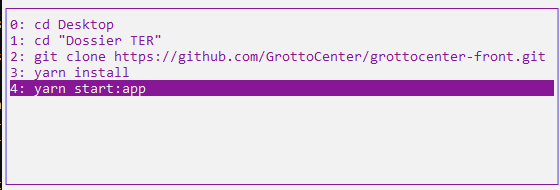 0: cd Desktop
1: cd "Dossier TER"
2: git clone https://github.com/GrottoCenter/grottocenter-front.git
3: yarn install
4: yarn start:app